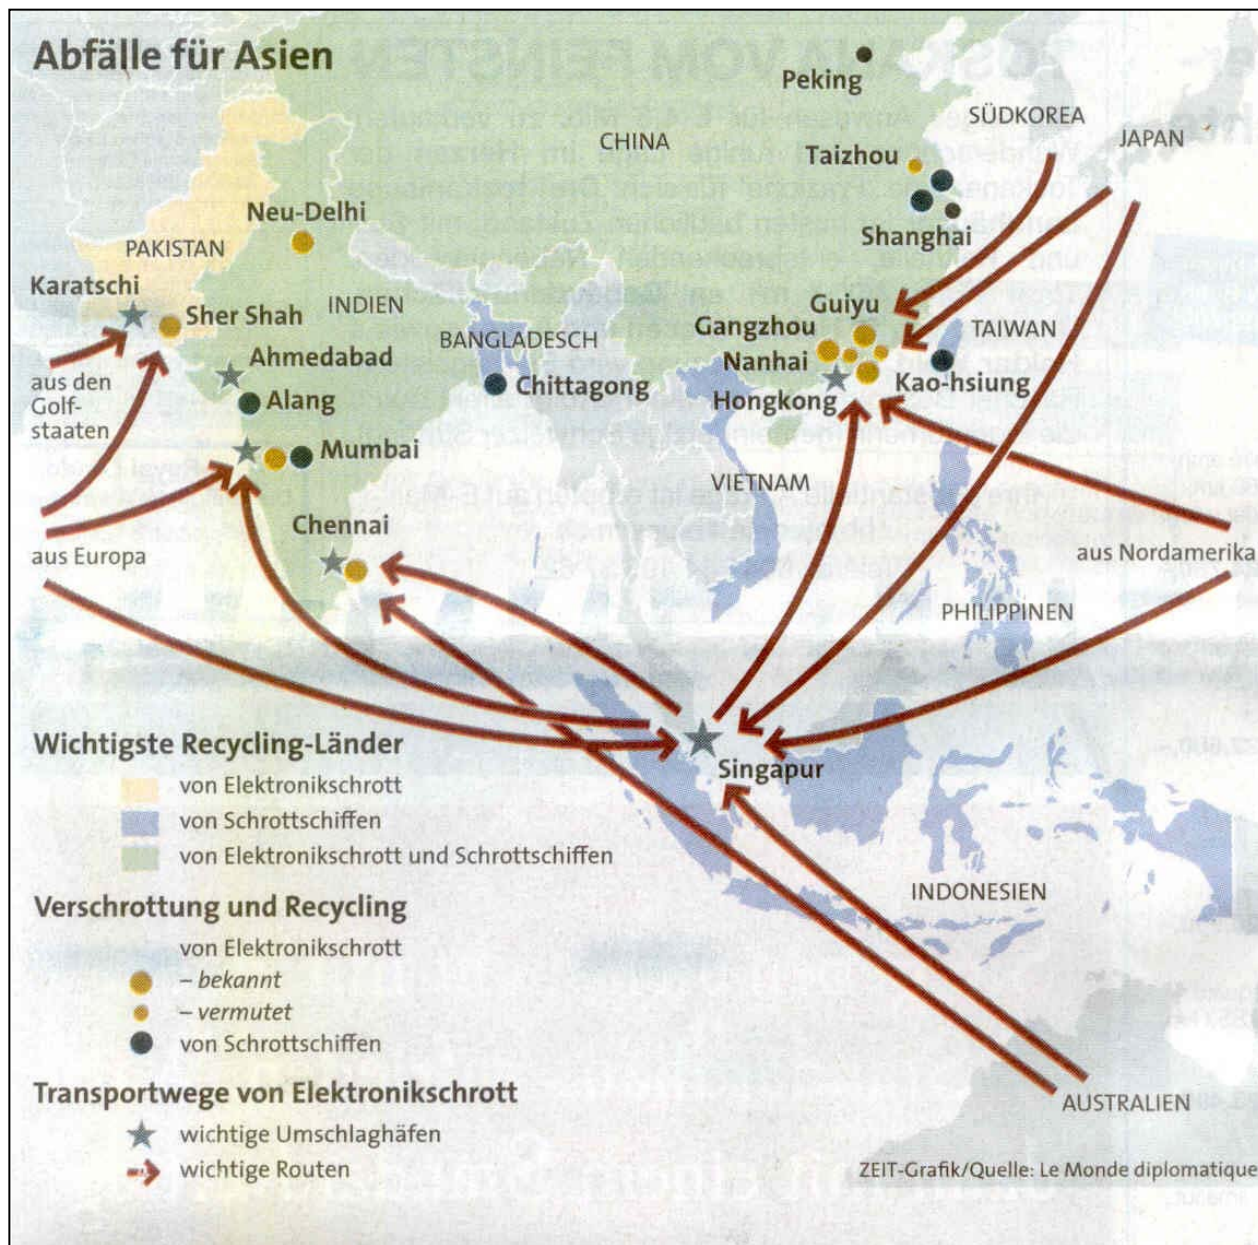 Abfälle für Asien
Peking
SÜDKOREA
JAPAN
CHINA
Taizhou
Shanghai
Neu-Delhi
PAKISTAN
Karatschi
Sher Shah
INDIEN
BANGLADESCH
Guiyu
Gangzhou
TAIWAN
Nanhai
Kao-hsiung
Hongkong
Ahmedabad
Chittagong
aus den
Golf-
staaten
Alang
Mumbai
VIETNAM
Chennai
aus Europa
aus Nordamerika
PHILIPPINEN
Wichtigste Recycling-Länder
von Elektronikschrott
von Schrottschiffen
von Elektronikschrott und Schrottschiffen
Singapur
INDONESIEN
Verschrottung und Recycling
von Elektronikschrott
– bekannt
– vermutet
von Schrottschiffen
Transportwege von Elektronikschrott
wichtige Umschlaghäfen
wichtige Routen
AUSTRALIEN
ZEIT-Grafik/Quelle: Le Monde diplomatique